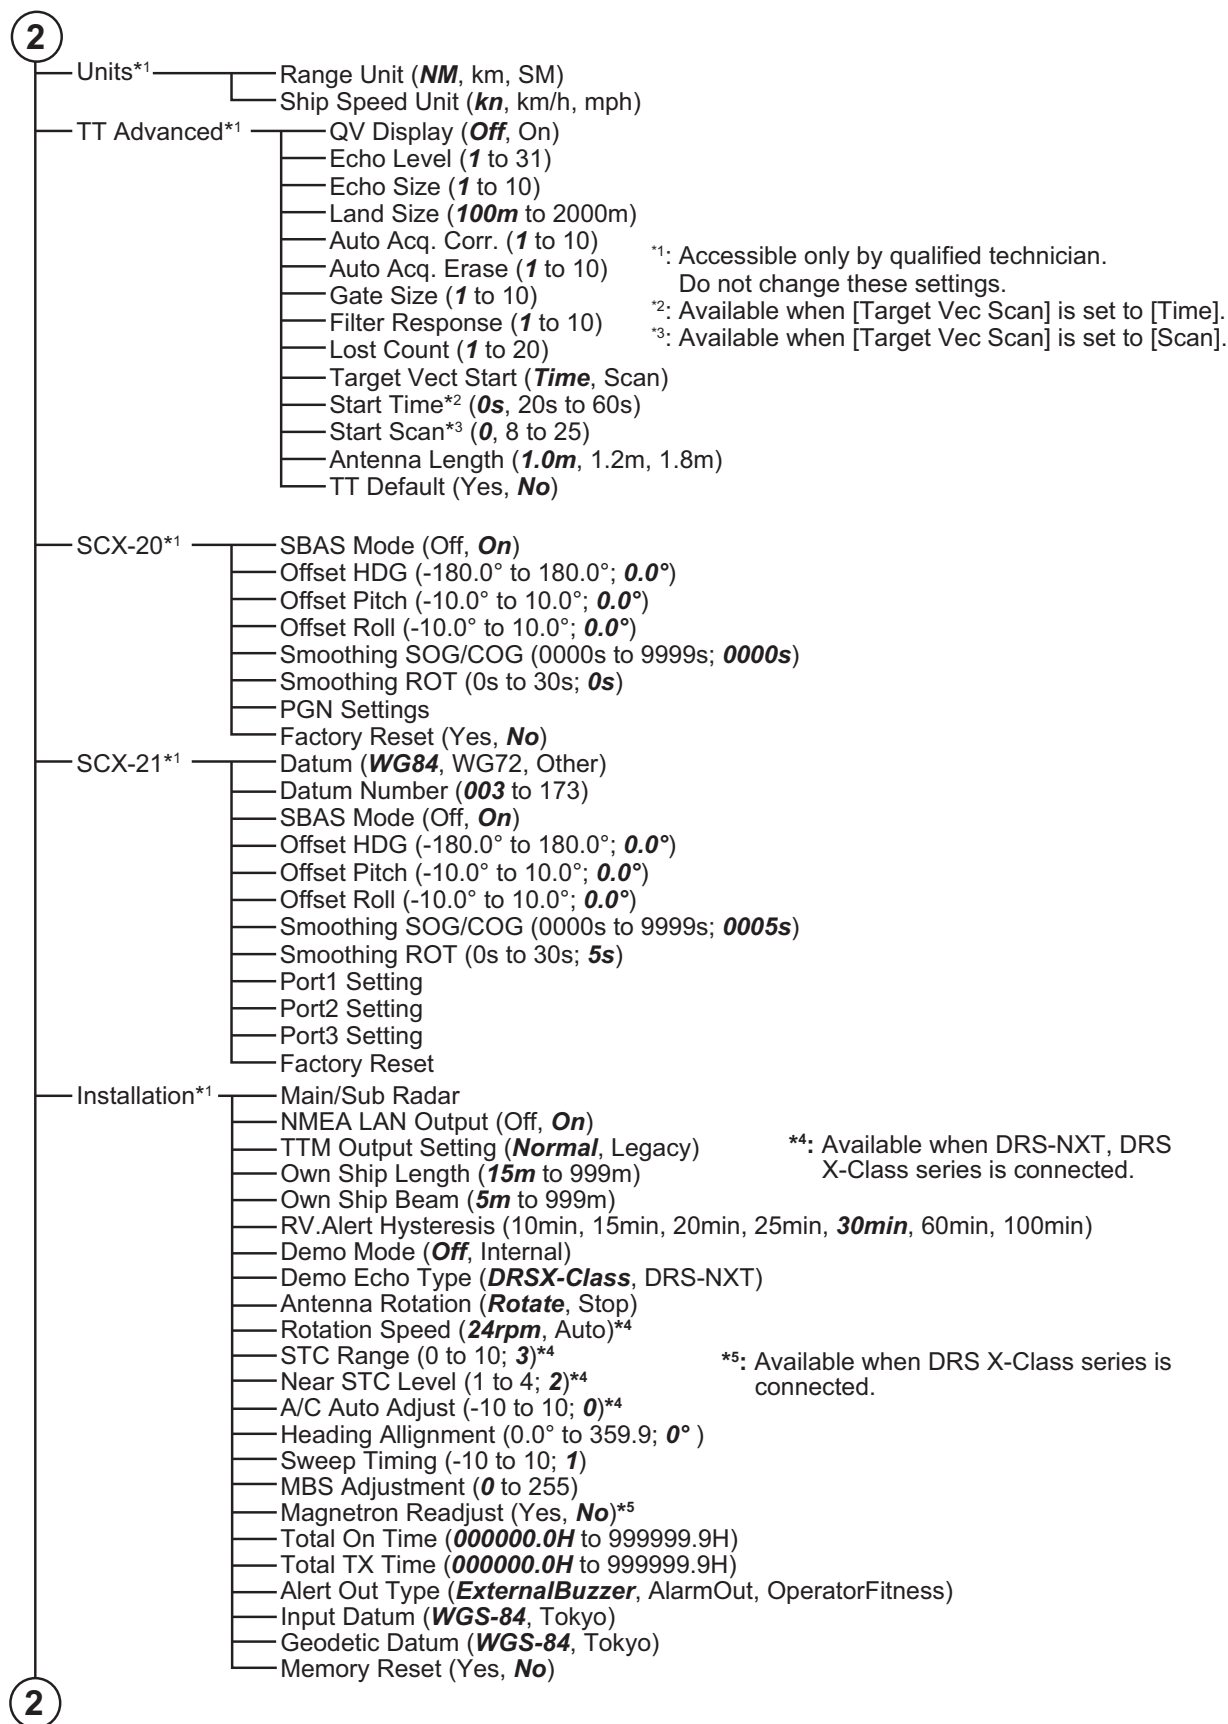 2
Units*1
Range Unit (NM, km, SM)
Ship Speed Unit (kn, km/h, mph)
TT Advanced*1
QV Display (Off, On)
Echo Level (1 to 31)
Echo Size (1 to 10)
Land Size (100m to 2000m)
Auto Acq. Corr. (1 to 10)
Auto Acq. Erase (1 to 10)
Gate Size (1 to 10)
Filter Response (1 to 10)
Lost Count (1 to 20)
Target Vect Start (Time, Scan)
Start Time*2 (0s, 20s to 60s)
Start Scan*3 (0, 8 to 25)
Antenna Length (1.0m, 1.2m, 1.8m)
TT Default (Yes, No)
*1: Accessible only by qualified technician.
Do not change these settings.
*2: Available when [Target Vec Scan] is set to [Time].
*3: Available when [Target Vec Scan] is set to [Scan].
SCX-20*1
SBAS Mode (Off, On)
Offset HDG (-180.0° to 180.0°; 0.0°)
Offset Pitch (-10.0° to 10.0°; 0.0°)
Offset Roll (-10.0° to 10.0°; 0.0°)
Smoothing SOG/COG (0000s to 9999s; 0000s)
Smoothing ROT (0s to 30s; 0s)
PGN Settings
Factory Reset (Yes, No)
SCX-21*1
Datum (WG84, WG72, Other)
Datum Number (003 to 173)
SBAS Mode (Off, On)
Offset HDG (-180.0° to 180.0°; 0.0°)
Offset Pitch (-10.0° to 10.0°; 0.0°)
Offset Roll (-10.0° to 10.0°; 0.0°)
Smoothing SOG/COG (0000s to 9999s; 0005s)
Smoothing ROT (0s to 30s; 5s)
Port1 Setting
Port2 Setting
Port3 Setting
Factory Reset
Installation*1
Main/Sub Radar
NMEA LAN Output (Off, On)
TTM Output Setting (Normal, Legacy)
Own Ship Length (15m to 999m)
Own Ship Beam (5m to 999m)
RV.Alert Hysteresis (10min, 15min, 20min, 25min, 30min, 60min, 100min)
Demo Mode (Off, Internal)
Demo Echo Type (DRSX-Class, DRS-NXT)
Antenna Rotation (Rotate, Stop)
Rotation Speed (24rpm, Auto)*4
STC Range (0 to 10; 3)*4
Near STC Level (1 to 4; 2)*4
A/C Auto Adjust (-10 to 10; 0)*4
Heading Allignment (0.0° to 359.9; 0° )
Sweep Timing (-10 to 10; 1)
MBS Adjustment (0 to 255)
Magnetron Readjust (Yes, No)*5
Total On Time (000000.0H to 999999.9H)
Total TX Time (000000.0H to 999999.9H)
Alert Out Type (ExternalBuzzer, AlarmOut, OperatorFitness)
Input Datum (WGS-84, Tokyo)
Geodetic Datum (WGS-84, Tokyo)
Memory Reset (Yes, No)
*4: Available when DRS-NXT, DRS
X-Class series is connected.
*5: Available when DRS X-Class series is
connected.
2